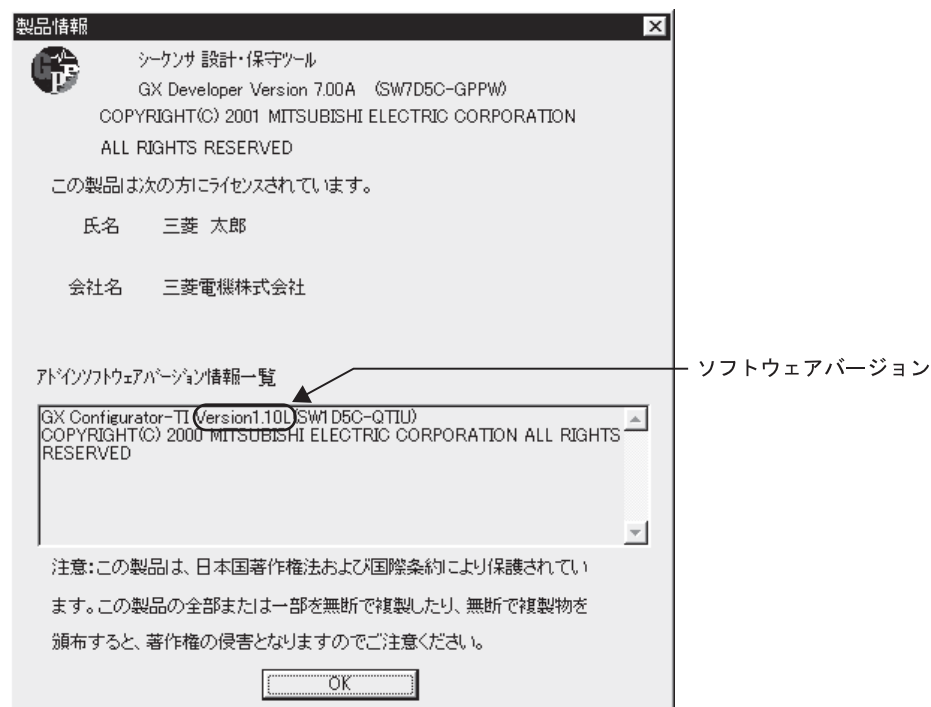 製品情報
GPPe
シーケンサ 設計・保守ツール
GX Developer Version 7.00A (SW7D5C-GPPW)
COPYRIGHT(C) 2001 MITSUBISHI ELECTRIC CORPORATION
ALL RIGHTS RESERVED
この製品は次の方にライセンスされています。
氏名 三菱 太郎
会社名 三菱電機株式会社
アドインソフトウェアバージョン情報一覧
ソフトウェアバージョン
GX Configurator-TI Version1.10L(SW1D5C-QTIU)
COPYRIGHT(C) 2000 MITSUBISHI ELECTRIC CORPORATION ALL RIGHTS
RESERVED
注意:この製品は、日本国著作権法および国際条約により保護されてい
ます。この製品の全部または一部を無断で複製したり、無断で複製物を
頒布すると、著作権の侵害となりますのでご注意ください。
OK